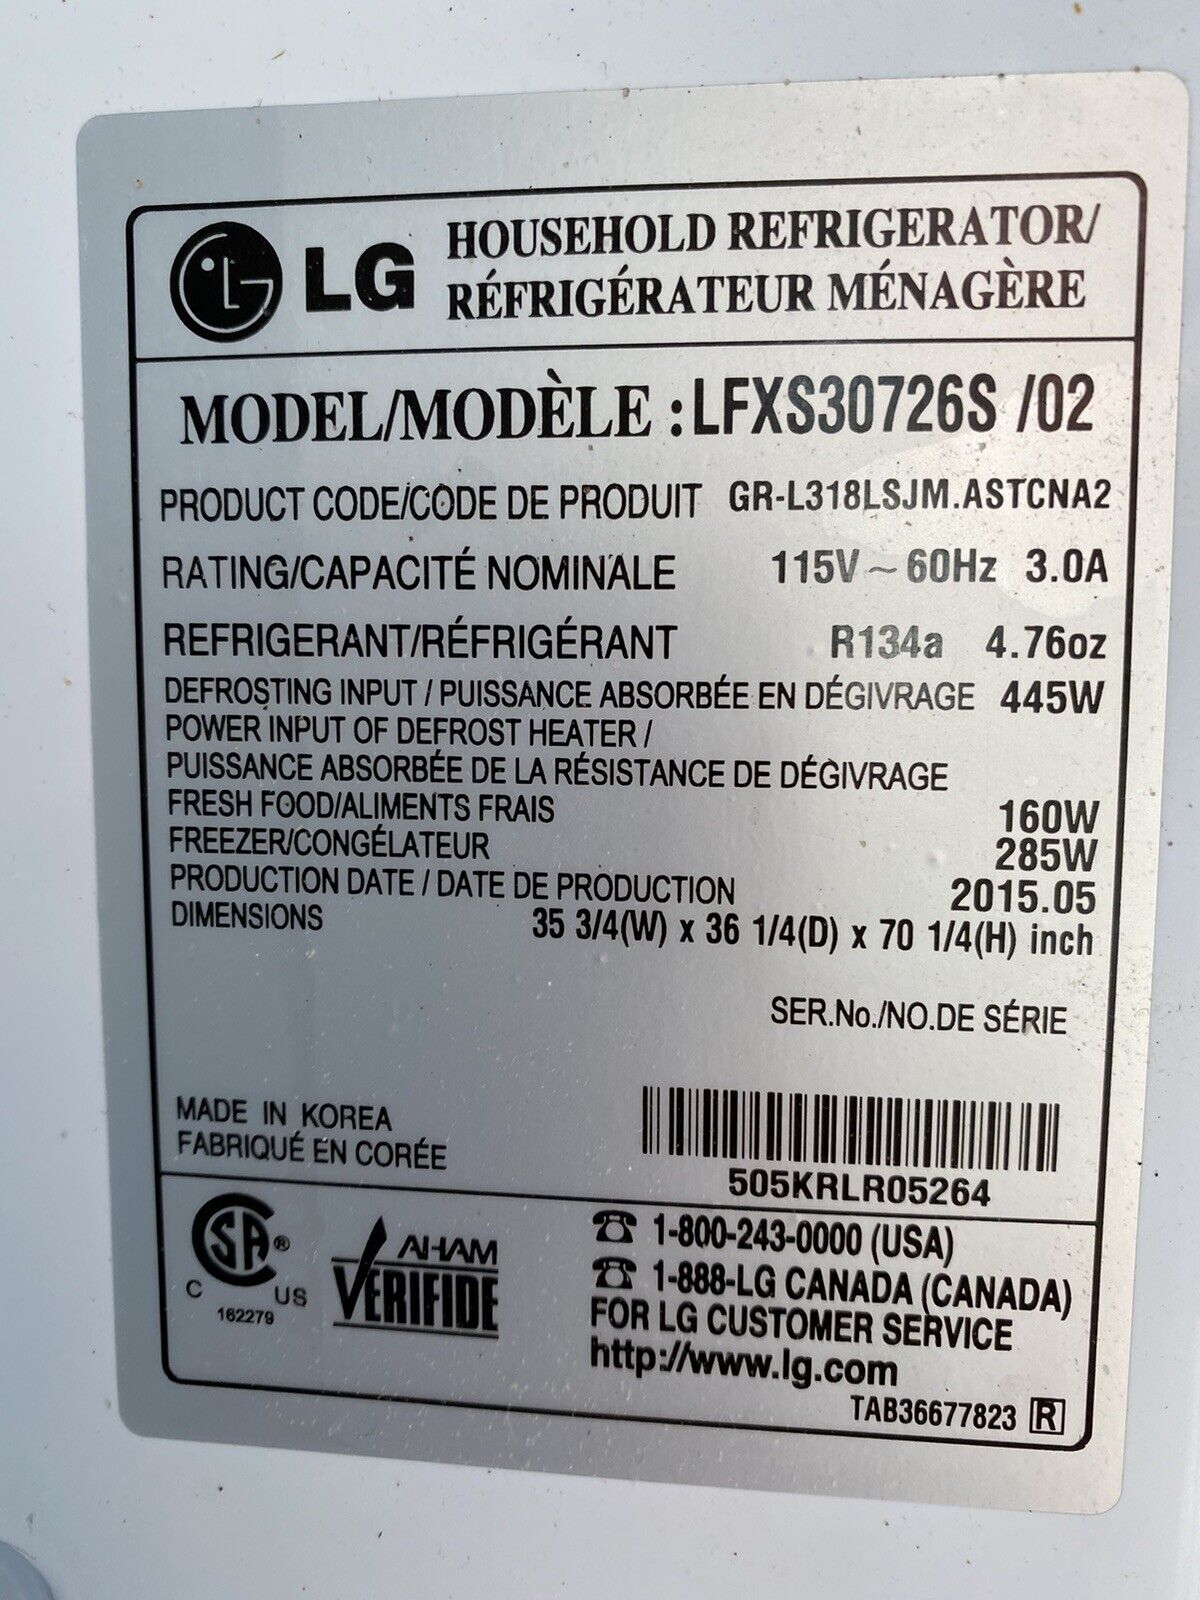 LG HOUSEHOLD REFRIGERATOR/
RÉFRIGÉRATEUR MÉNAGÈRE
MODEL/MODÈLE : LFXS30726S /02
PRODUCT CODE/CODE DE PRODUIT GR-L318LSJM.ASTCNA2
RATING/CAPACITÉ NOMINALE 115V ~ 60Hz 3.0A
REFRIGERANT/RÉFRIGÉRANT R134a 4.76oz
DEFROSTING INPUT / PUISSANCE ABSORBÉE EN DÉGIVRAGE 445W
POWER INPUT OF DEFROST HEATER /
PUISSANCE ABSORBÉE DE LA RÉSISTANCE DE DÉGIVRAGE
FRESH FOOD/ALIMENTS FRAIS 160W
FREEZER/CONGÉLATEUR 285W
PRODUCTION DATE / DATE DE PRODUCTION 2015.05
DIMENSIONS 35 3/4(W) x 36 1/4(D) x 70 1/4(H) inch
SER.No./NO.DE SÉRIE
MADE IN KOREA
FABRIQUÉ EN CORÉE
505KRLR05264
CSA ®
C US
162279
AHAM
VERIFIDE
1-800-243-0000 (USA)
1-888-LG CANADA (CANADA)
FOR LG CUSTOMER SERVICE
http://www.lg.com
TAB36677823 R